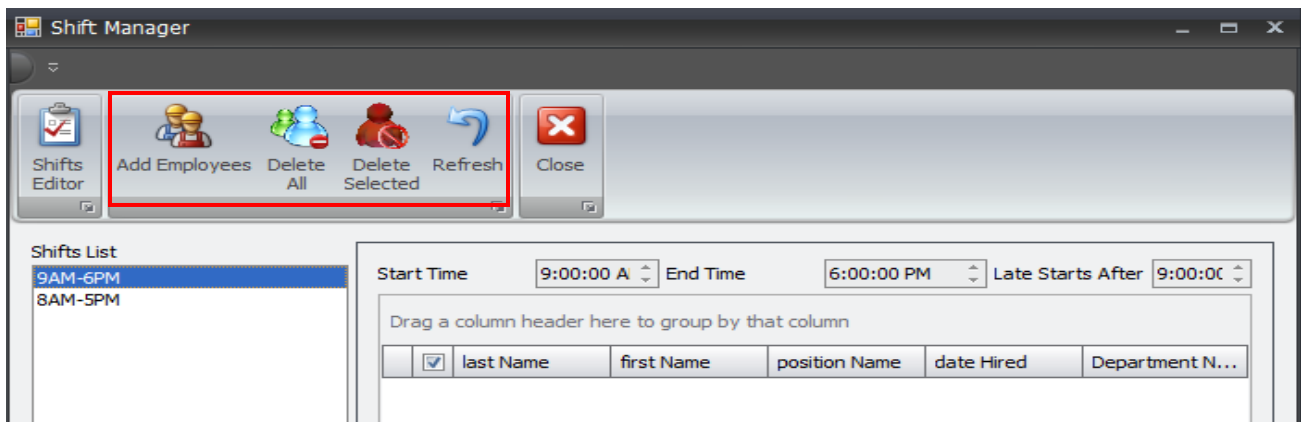 Shift Manager
Shifts Editor
Add Employees
Delete All
Delete Selected
Refresh
Close
Shifts List
9AM-6PM
8AM-5PM
Start Time 9:00:00 A End Time 6:00:00 PM Late Starts After 9:00:0
Drag a column header here to group by that column
last Name first Name position Name date Hired Department N...